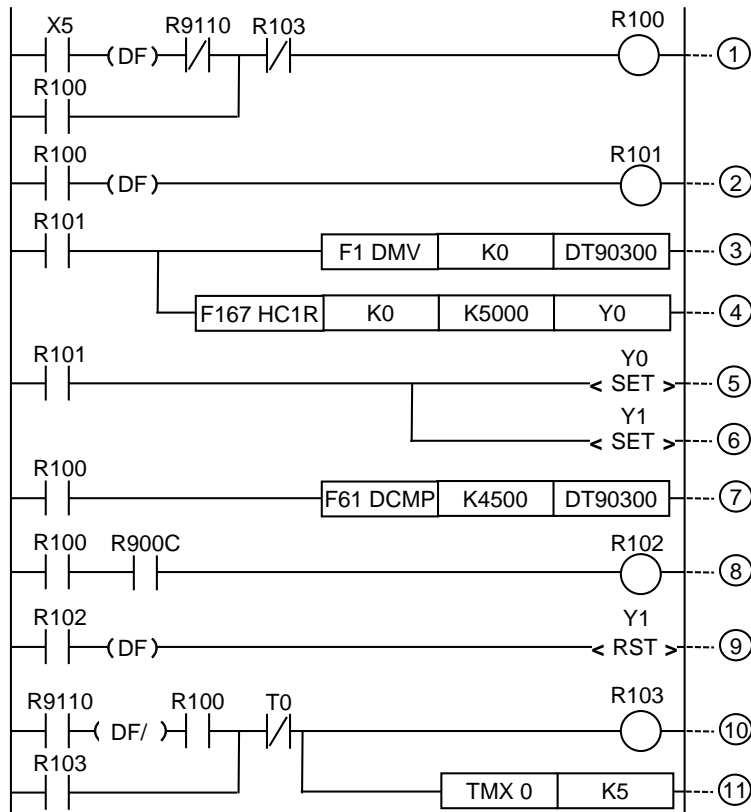 X5 R9110 R103 R100
(DF) 1
R100
R100 R101
(DF) 2
R101
F1 DMV K0 DT90300 3
F167 HC1R K0 K5000 Y0 4
R101 Y0
< SET > 5
Y1
< SET > 6
R100
F61 DCMP K4500 DT90300 7
R100 R900C R102
8
R102 Y1
(DF) < RST > 9
R9110 R100 T0 R103
( DF/ ) 10
R103
TMX 0 K5 11